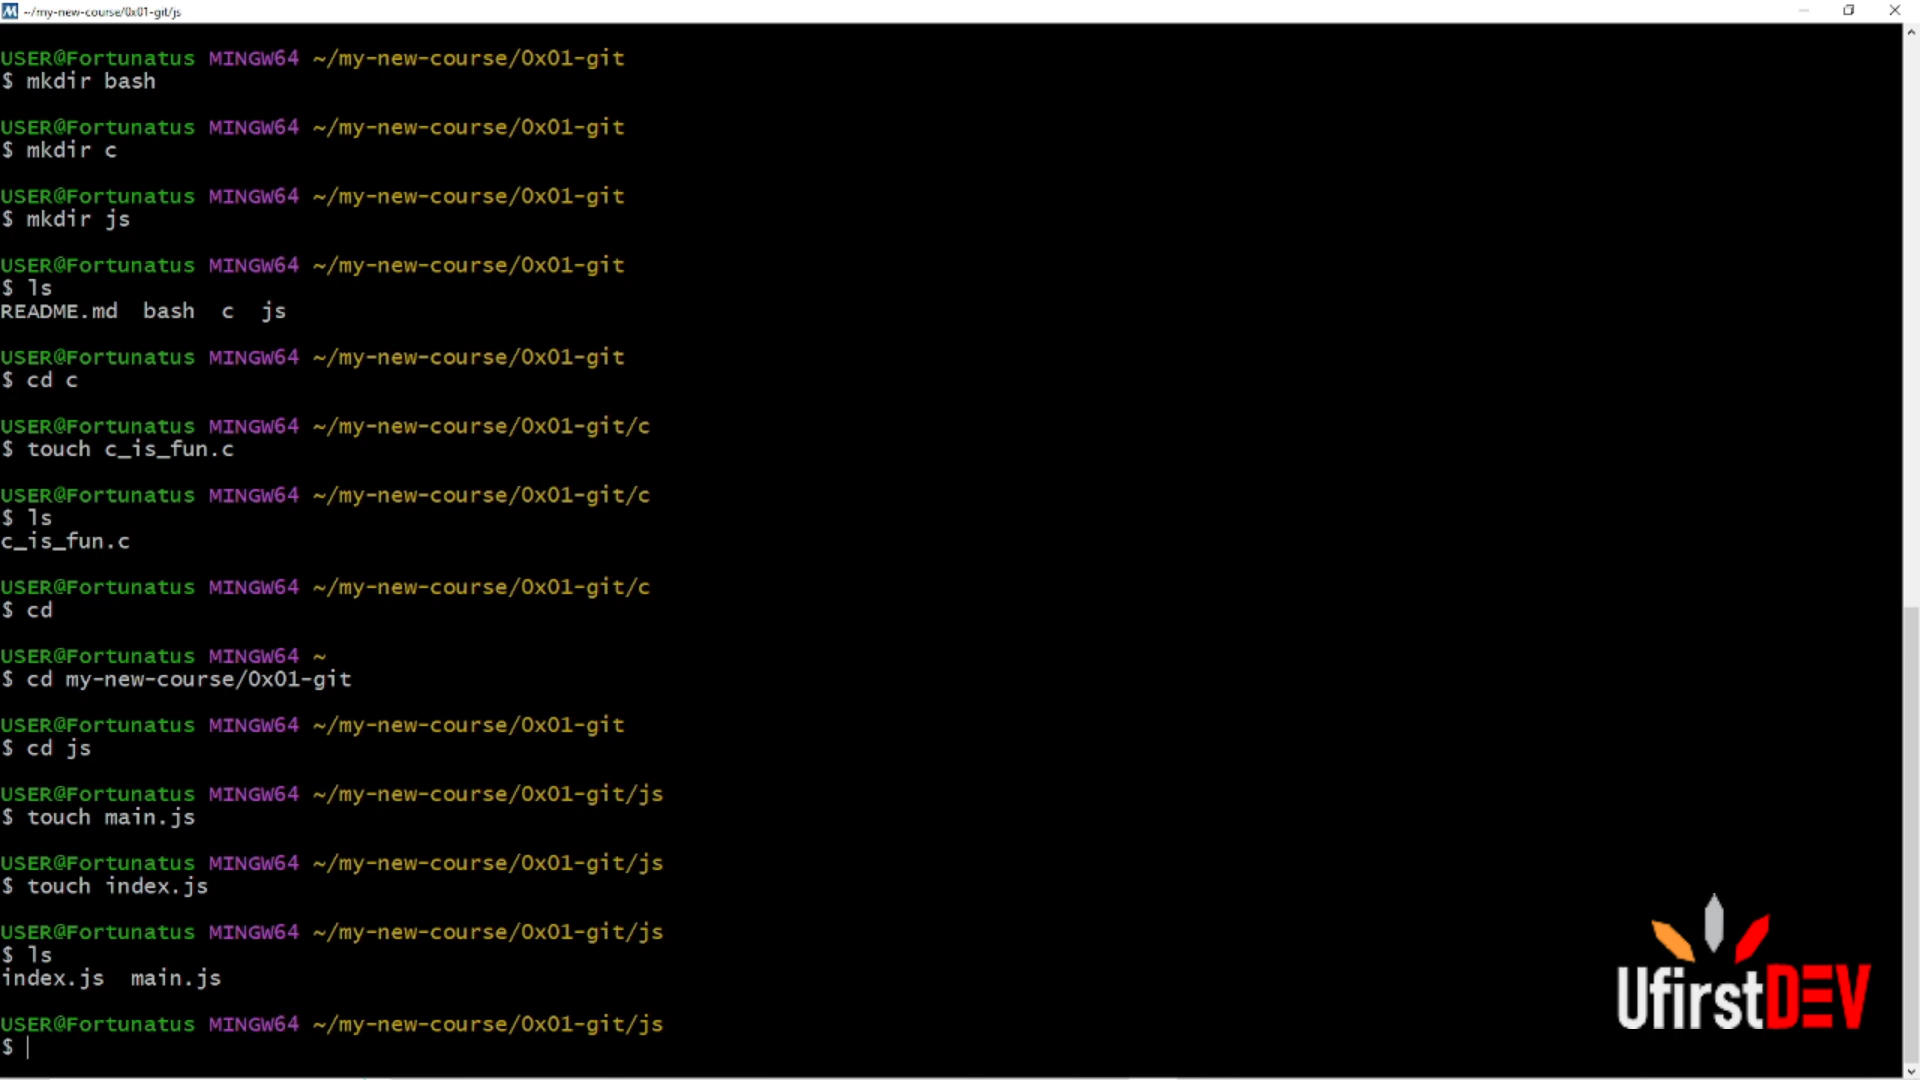 ~/my-new-course/0x01-git/js
USER@Fortunatus MINGW64 ~/my-new-course/0x01-git
$ mkdir bash
USER@Fortunatus MINGW64 ~/my-new-course/0x01-git
$ mkdir c
USER@Fortunatus MINGW64 ~/my-new-course/0x01-git
$ mkdir js
USER@Fortunatus MINGW64 ~/my-new-course/0x01-git
$ ls
README.md  bash  c  js
USER@Fortunatus MINGW64 ~/my-new-course/0x01-git
$ cd c
USER@Fortunatus MINGW64 ~/my-new-course/0x01-git/c
$ touch c_is_fun.c
USER@Fortunatus MINGW64 ~/my-new-course/0x01-git/c
$ ls
c_is_fun.c
USER@Fortunatus MINGW64 ~/my-new-course/0x01-git/c
$ cd
USER@Fortunatus MINGW64 ~
$ cd my-new-course/0x01-git
USER@Fortunatus MINGW64 ~/my-new-course/0x01-git
$ cd js
USER@Fortunatus MINGW64 ~/my-new-course/0x01-git/js
$ touch main.js
USER@Fortunatus MINGW64 ~/my-new-course/0x01-git/js
$ touch index.js
USER@Fortunatus MINGW64 ~/my-new-course/0x01-git/js
$ ls
index.js  main.js
USER@Fortunatus MINGW64 ~/my-new-course/0x01-git/js
$
UfirstDEV